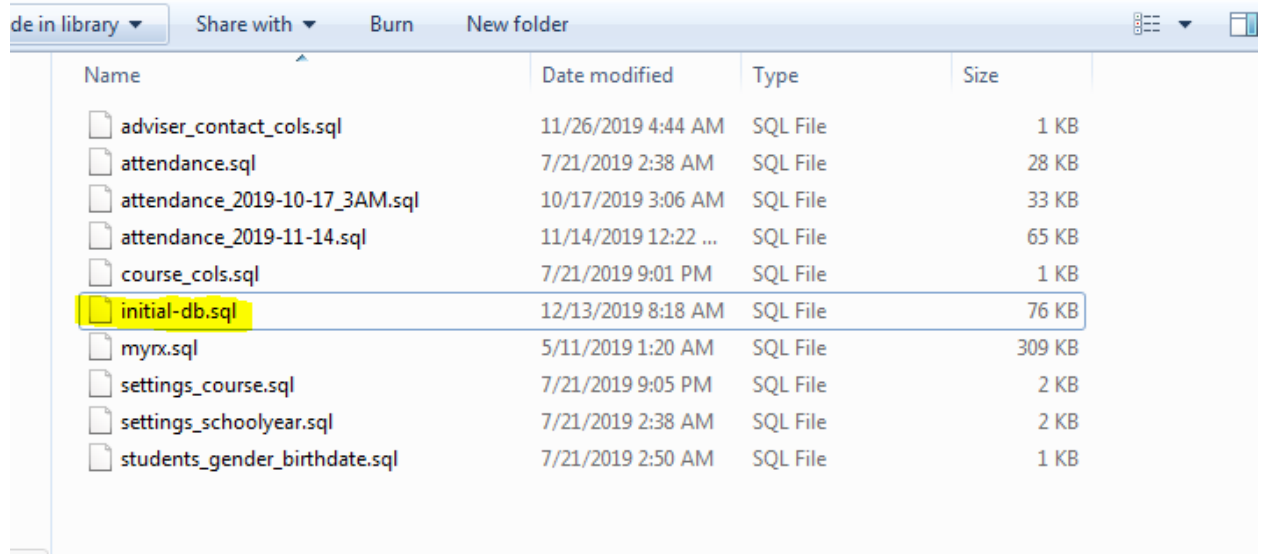 de in library ▼ Share with ▼ Burn New folder
Name Date modified Type Size
adviser_contact_cols.sql 11/26/2019 4:44 AM SQL File 1 KB
attendance.sql 7/21/2019 2:38 AM SQL File 28 KB
attendance_2019-10-17_3AM.sql 10/17/2019 3:06 AM SQL File 33 KB
attendance_2019-11-14.sql 11/14/2019 12:22 ... SQL File 65 KB
course_cols.sql 7/21/2019 9:01 PM SQL File 1 KB
initial-db.sql 12/13/2019 8:18 AM SQL File 76 KB
myrx.sql 5/11/2019 1:20 AM SQL File 309 KB
settings_course.sql 7/21/2019 9:05 PM SQL File 2 KB
settings_schoolyear.sql 7/21/2019 2:38 AM SQL File 2 KB
students_gender_birthdate.sql 7/21/2019 2:50 AM SQL File 1 KB